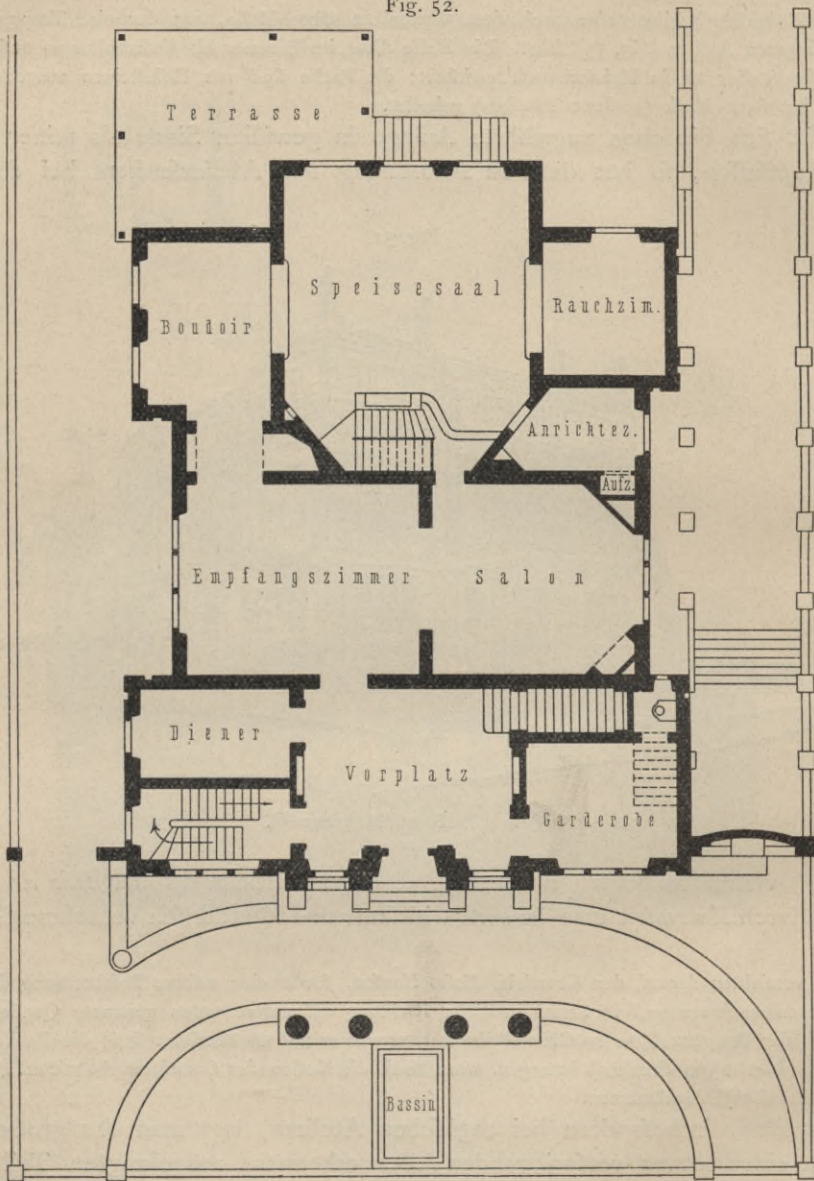 Fig. 52.
Terrasse
Speisesaal
Boudoir
Rauchzim.
Anrichtez.
Aufz.
Empfangszimmer
Salon
Diener
Vorplatz
Garderobe
Bassin